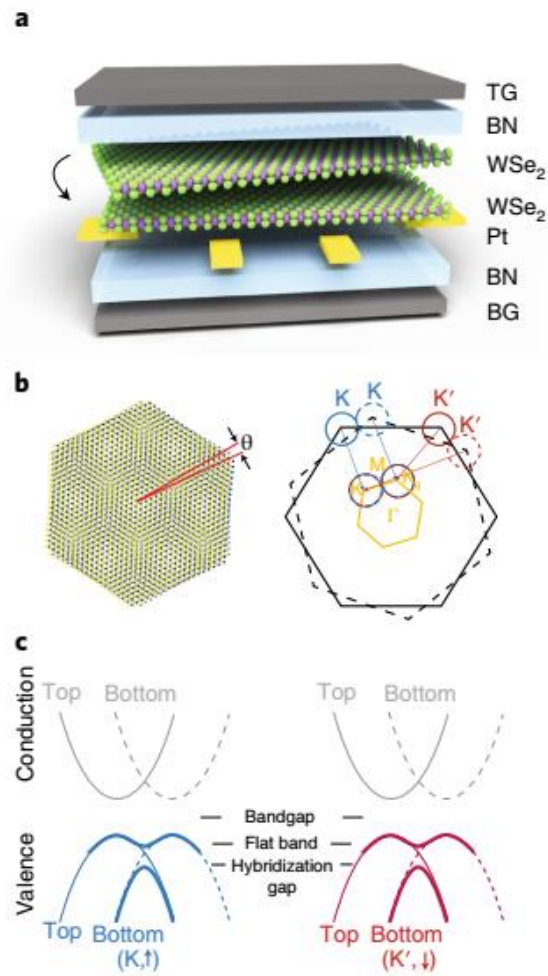 a
TG
BN
WSe₂
WSe₂
Pt
BN
BG
b
θ
K K K′
K′
M
Γ
c
Conduction
Top Bottom Top Bottom
Bandgap
Flat band
Hybridization
gap
Valence
Top Bottom Top Bottom
(K,↑) (K′, ↓)